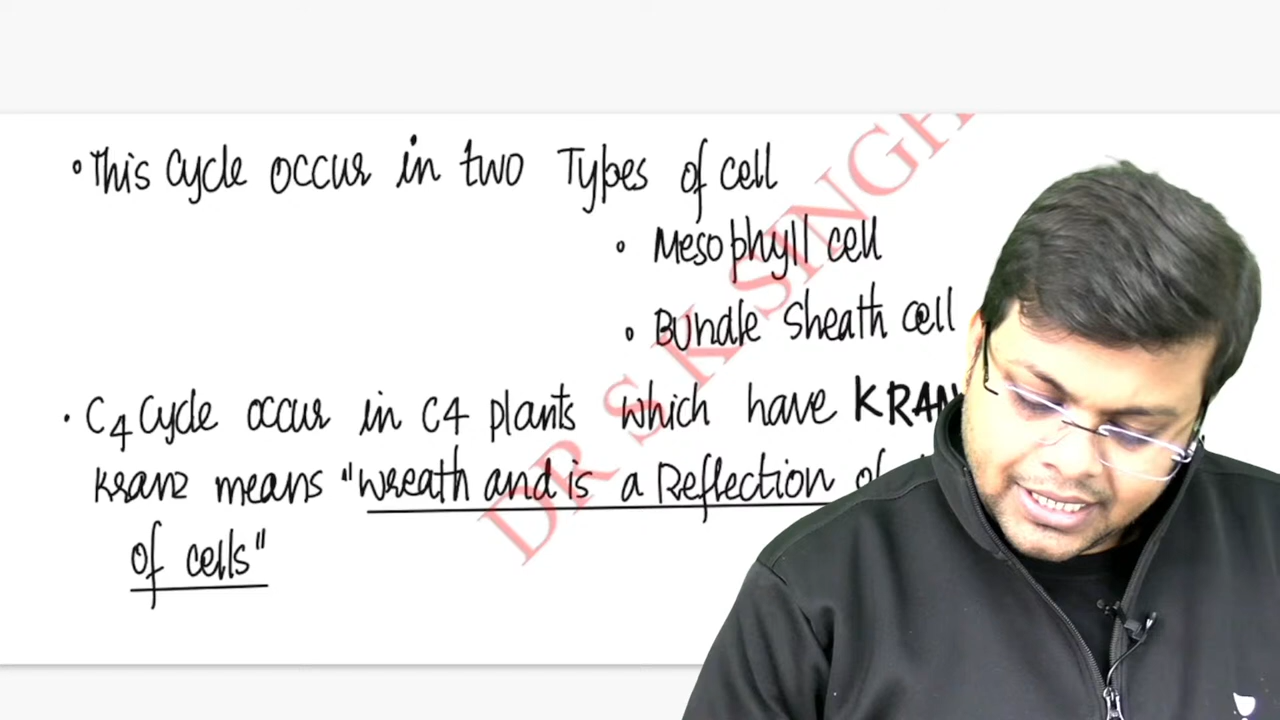 •This Cycle occur in two Types of cell
• Mesophyll cell
• Bundle Sheath cell
• C4 Cycle occur in C4 plants which have KRAN
Kranz means "wreath and is a Reflection of
of cells"
DR S K SINGH